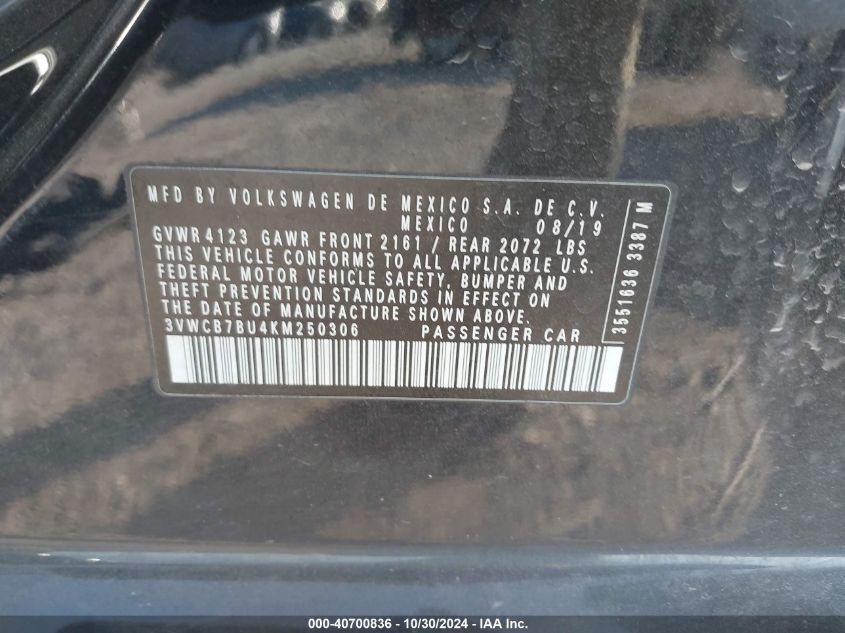 MFD BY VOLKSWAGEN DE MEXICO S.A. DE C.V.
MEXICO 08/19
GVWR 4123 GAWR FRONT 2161 / REAR 2072 LBS
THIS VEHICLE CONFORMS TO ALL APPLICABLE U.S.
FEDERAL MOTOR VEHICLE SAFETY, BUMPER AND
THEFT PREVENTION STANDARDS IN EFFECT ON
THE DATE OF MANUFACTURE SHOWN ABOVE.
3VWCB7BU4KM250306 PASSENGER CAR
3551636 3387 M
000-40700836 - 10/30/2024 - IAA Inc.